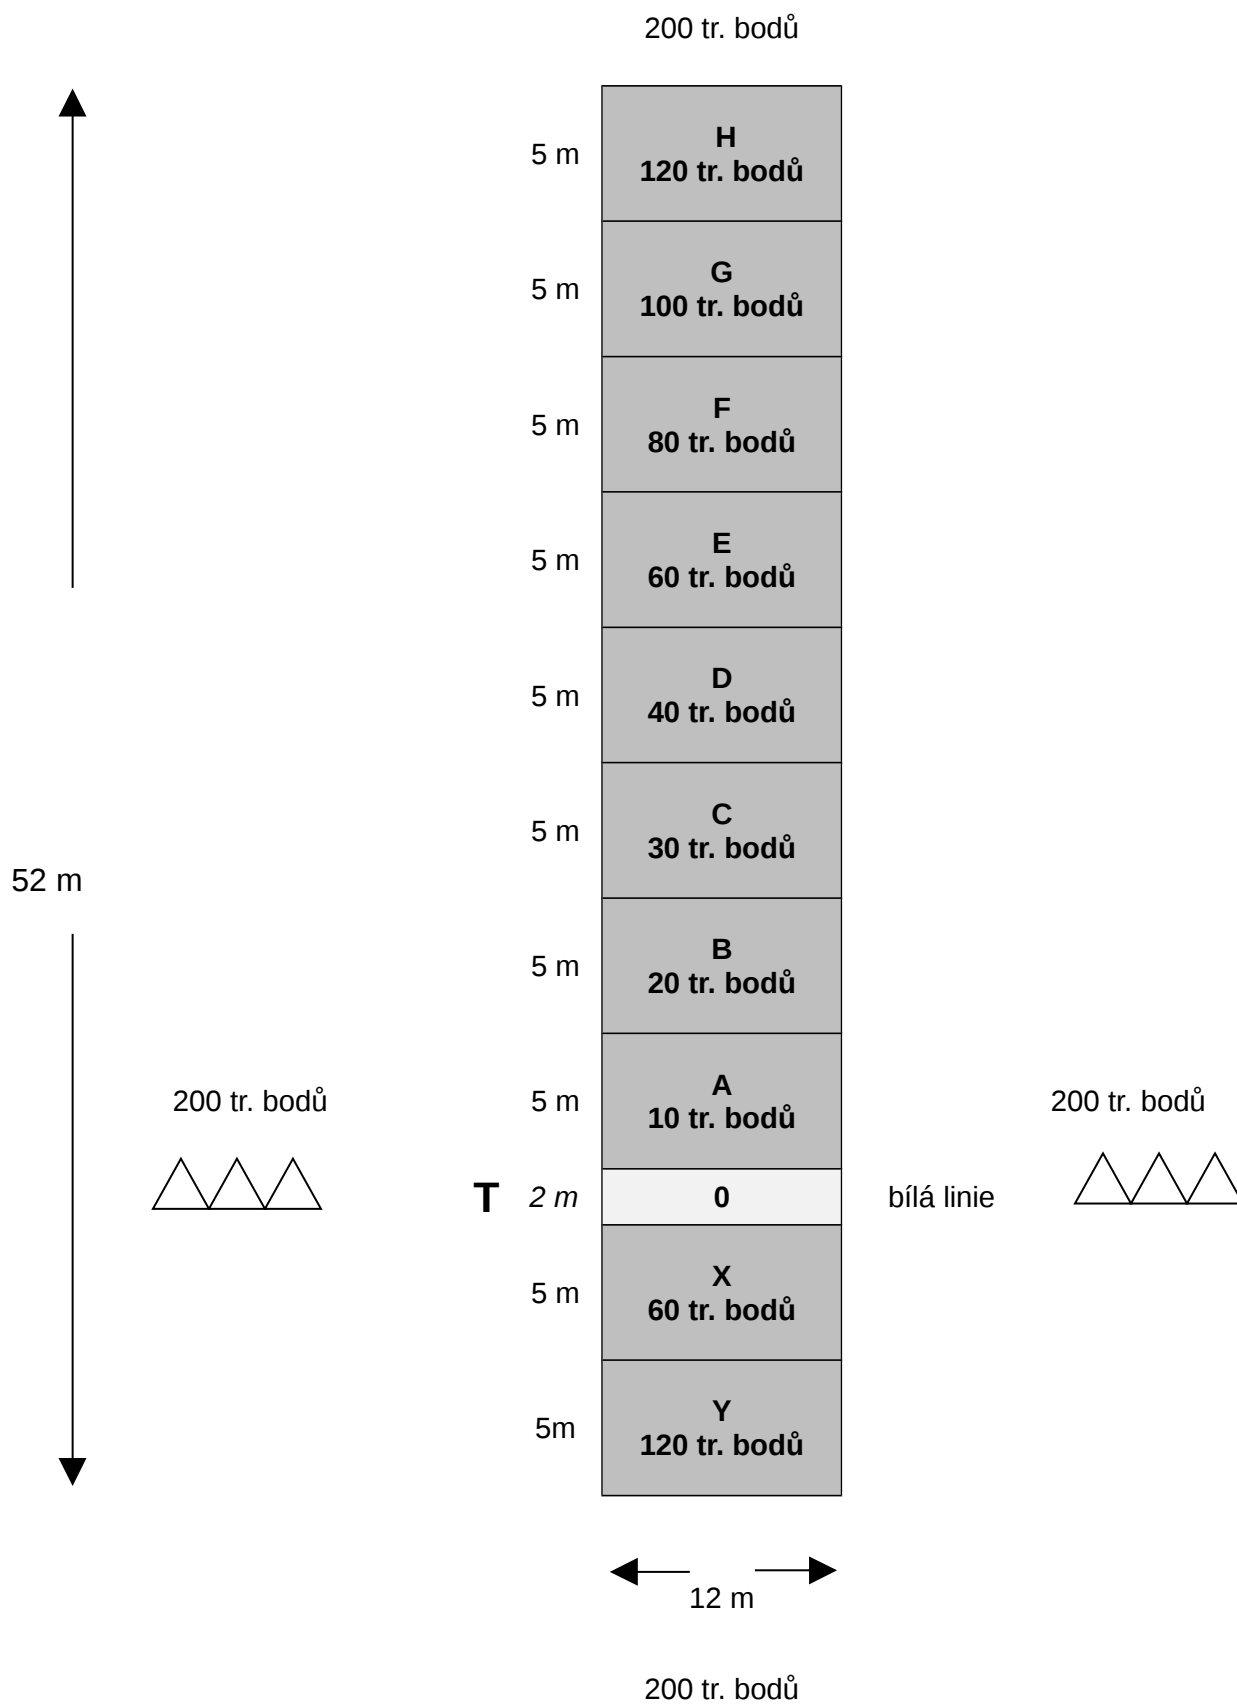 200 tr. bodů
5 m
H
120 tr. bodů
5 m
G
100 tr. bodů
5 m
F
80 tr. bodů
5 m
E
60 tr. bodů
5 m
D
40 tr. bodů
5 m
C
30 tr. bodů
52 m
5 m
B
20 tr. bodů
200 tr. bodů
5 m
A
10 tr. bodů
200 tr. bodů
T 2 m 0 bílá linie
5 m
X
60 tr. bodů
5m
Y
120 tr. bodů
12 m
200 tr. bodů